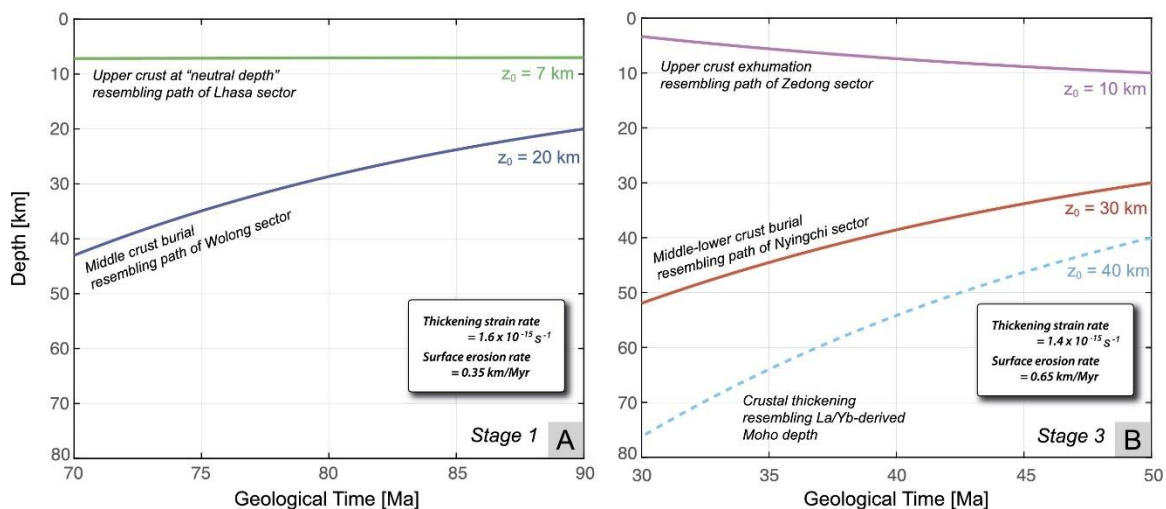 0
10
20
30
40
50
60
70
80
Depth [km]
70
75
80
85
90
Geological Time [Ma]
Upper crust at “neutral depth”
resembling path of Lhasa sector
z0 = 7 km
z0 = 20 km
Middle crust burial
resembling path of Wolong sector
Thickening strain rate
= 1.6 x 10 -15 s -1
Surface erosion rate
= 0.35 km/Myr
Stage 1
A
0
10
20
30
40
50
60
70
80
30
35
40
45
50
Geological Time [Ma]
Upper crust exhumation
resembling path of Zedong sector
z0 = 10 km
Middle-lower crust burial
resembling path of Nyingchi sector
z0 = 30 km
z0 = 40 km
Thickening strain rate
= 1.4 x 10 -15 s -1
Surface erosion rate
= 0.65 km/Myr
Crustal thickening
resembling La/Yb-derived
Moho depth
Stage 3
B